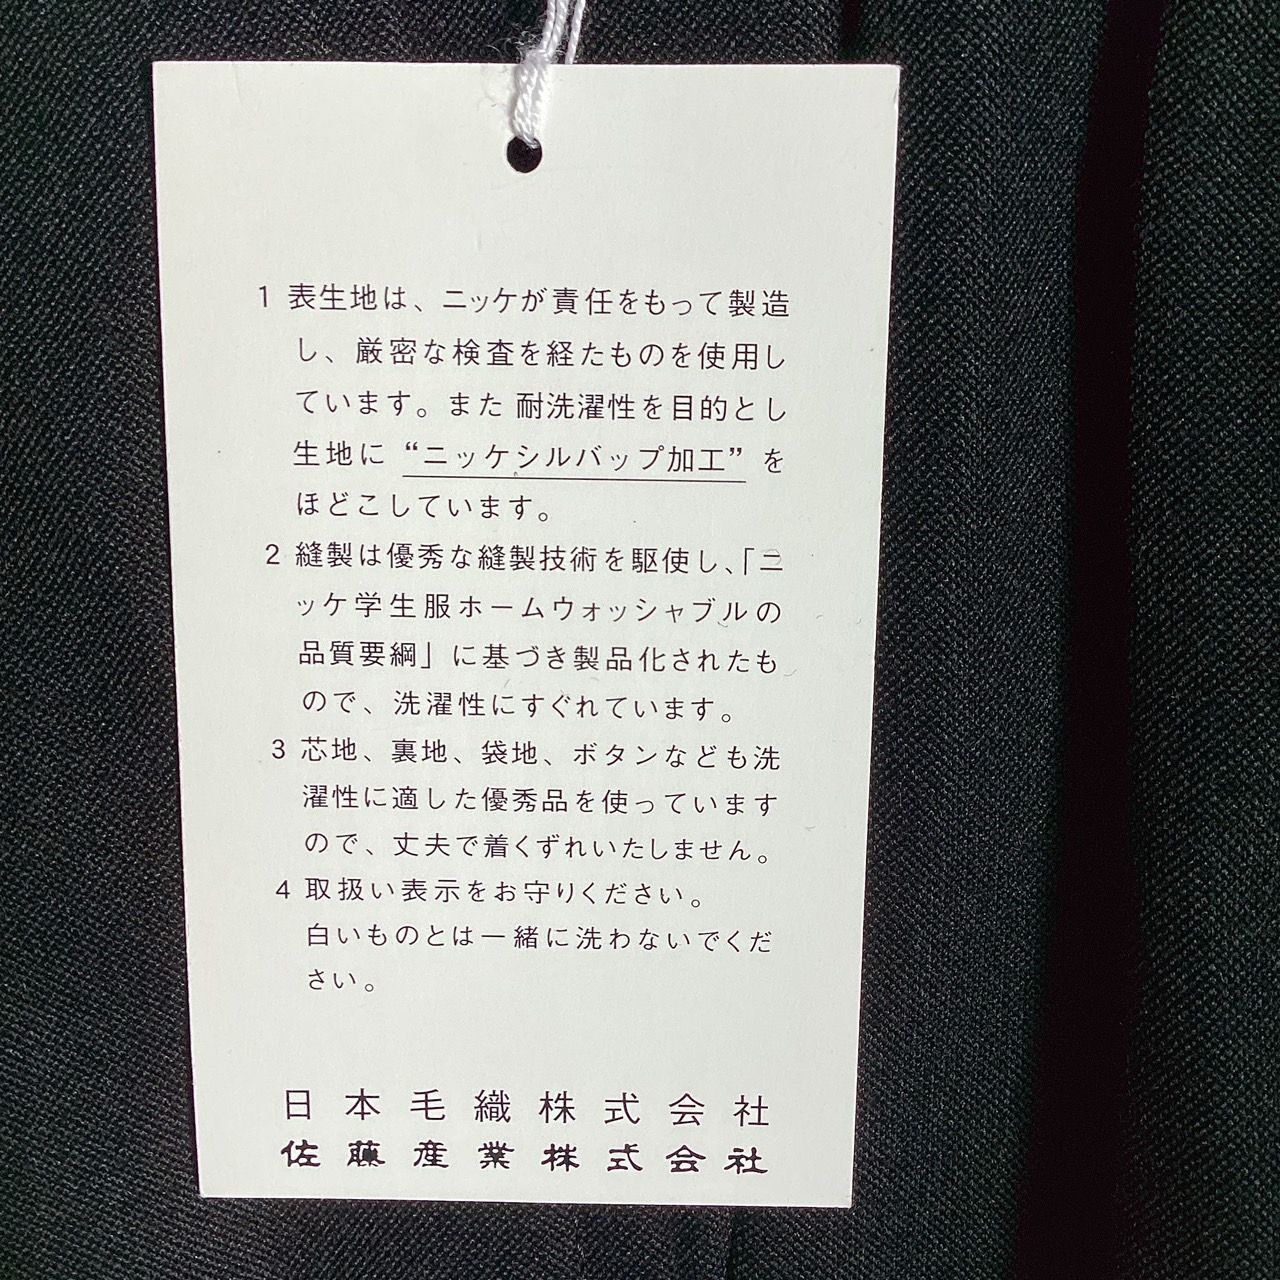 1 表生地は、ニッケが責任をもって製造
し、厳密な検査を経たものを使用し
ています。また 耐洗濯性を目的とし
生地に “ニッケシルバップ加工” を
ほどこしています。
2 縫製は優秀な縫製技術を駆使し、「ニ
ッケ学生服ホームウォッシャブルの
品質要綱」に基づき製品化されたも
ので、洗濯性にすぐれています。
3 芯地、裏地、袋地、ボタンなども洗
濯性に適した優秀品を使っています
ので、丈夫で着くずれいたしません。
4 取扱い表示をお守りください。
白いものとは一緒に洗わないでくだ
さい。
日本毛織株式会社
佐藤産業株式会社